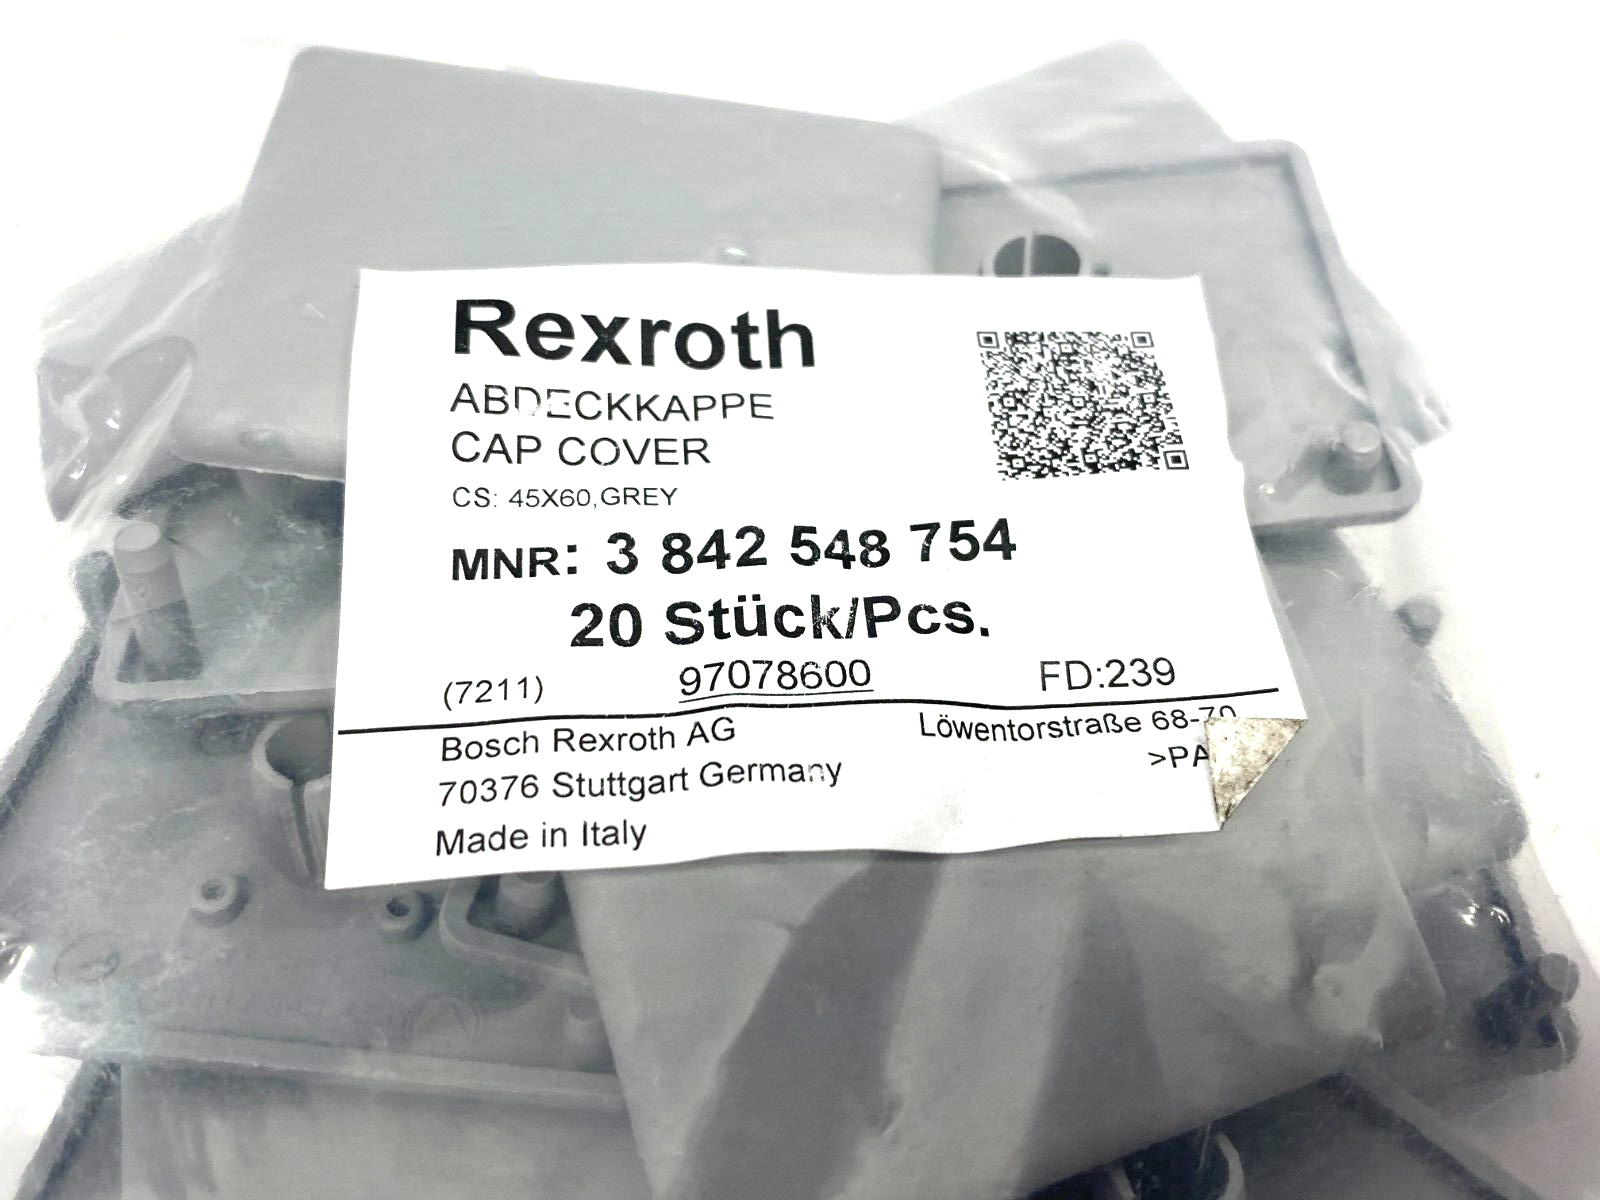 Rexroth
ABDECKKAPPE
CAP COVER
CS: 45X60,GREY
MNR: 3 842 548 754
20 Stück/Pcs.
(7211) 97078600 FD:239
Bosch Rexroth AG Löwentorstraße 68-70
70376 Stuttgart Germany >PA
Made in Italy